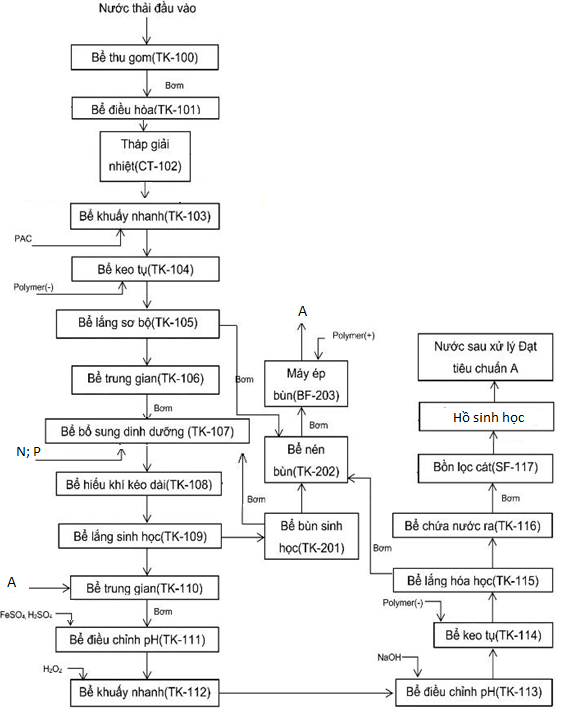 Nước thải đầu vào
Bể thu gom(TK-100)
Bơm
Bể điều hòa(TK-101)
Tháp giải
nhiệt(CT-102)
Bể khuấy nhanh(TK-103)
PAC
Bể keo tụ(TK-104)
Polymer(-)
Bể lắng sơ bộ(TK-105)
Bể trung gian(TK-106)
Bơm
Bể bổ sung dinh dưỡng (TK-107)
N; P
Bể hiếu khí kéo dài(TK-108)
Bể lắng sinh học(TK-109)
A
Bể trung gian(TK-110)
Bơm
FeSO₄, H₂SO₄
Bể điều chỉnh pH(TK-111)
H₂O₂
Bể khuấy nhanh(TK-112)
A
Polymer(+)
Máy ép
bùn(BF-203)
Bơm
Bơm
Bể nén
bùn(TK-202)
Bơm
Bể bùn sinh
học(TK-201)
Nước sau xử lý Đạt
tiêu chuẩn A
Hồ sinh học
Bồn lọc cát(SF-117)
Bơm
Bể chứa nước ra(TK-116)
Bơm
Bể lắng hóa học(TK-115)
Polymer(-)
Bể keo tụ(TK-114)
NaOH
Bể điều chỉnh pH(TK-113)